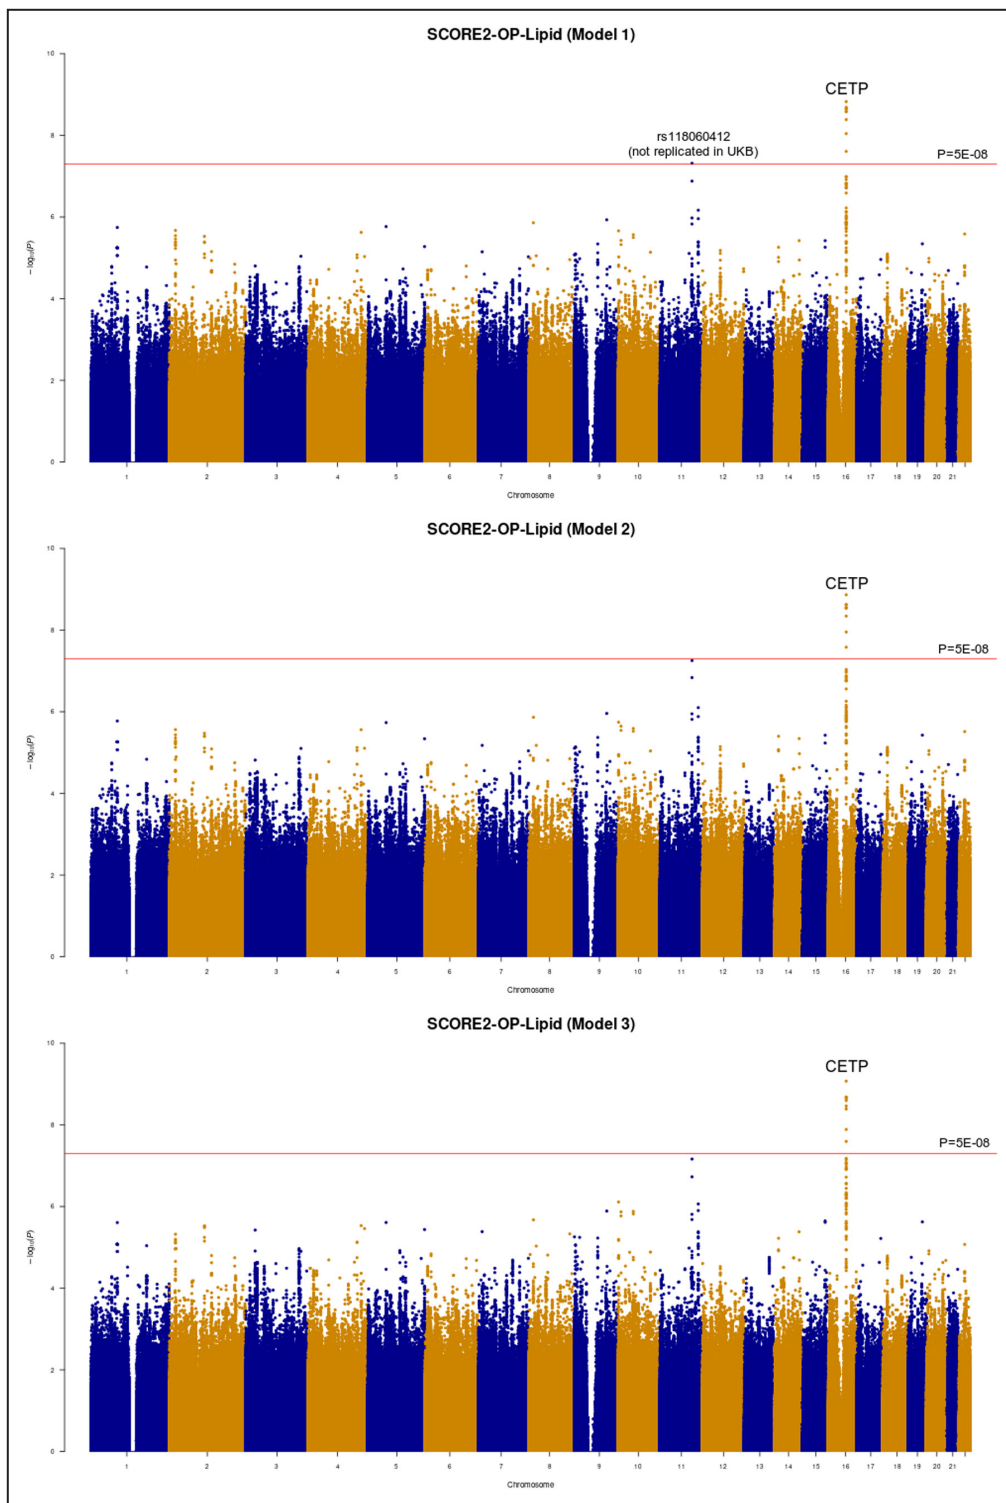 SCORE2-OP-Lipid (Model 1)
10
CETP
8
rs118060412
(not replicated in UKB)
P=5E-08
6
− log10(P)
4
2
0
1 2 3 4 5 6 7 8 9 10 11 12 13 14 15 16 17 18 19 20 21
Chromosome
SCORE2-OP-Lipid (Model 2)
10
CETP
8
P=5E-08
6
− log10(P)
4
2
0
1 2 3 4 5 6 7 8 9 10 11 12 13 14 15 16 17 18 19 20 21
Chromosome
SCORE2-OP-Lipid (Model 3)
10
CETP
8
P=5E-08
6
− log10(P)
4
2
0
1 2 3 4 5 6 7 8 9 10 11 12 13 14 15 16 17 18 19 20 21
Chromosome